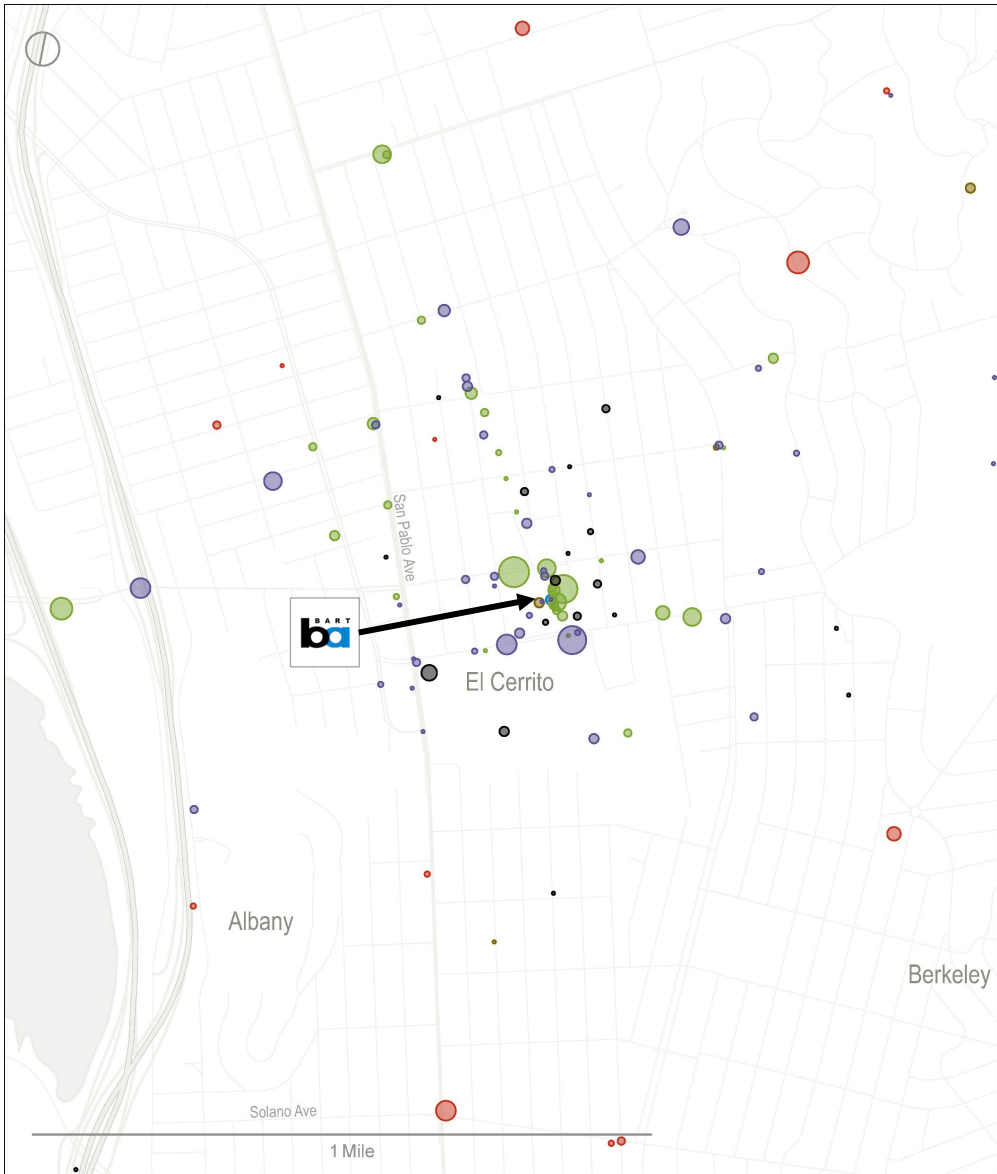 San Pablo Ave
BART
ba
El Cerrito
Albany
Berkeley
Solano Ave
1 Mile